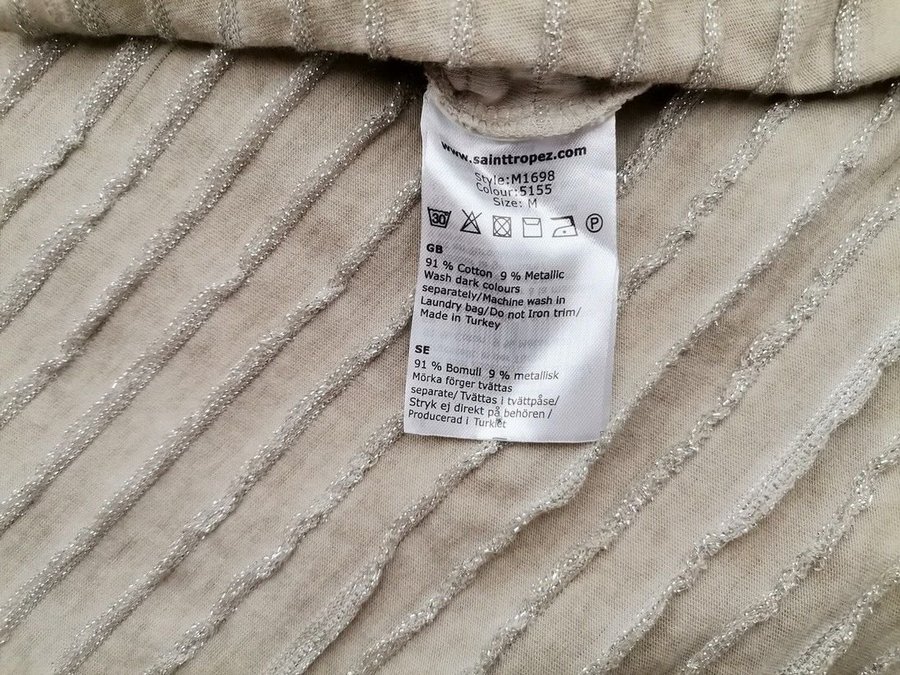 www.sainttropez.com
Style:M1698
Colour:5155
Size: M
30 P
GB
91 % Cotton 9 % Metallic
Wash dark colours
separately/Machine wash in
Laundry bag/Do not Iron trim/
Made in Turkey
SE
91 % Bomull 9 % metallisk
Mörka förger tvättas
separate/ Tvättas i tvättpåse/
Stryk ej direkt på behören /
Producerad i Turkiet